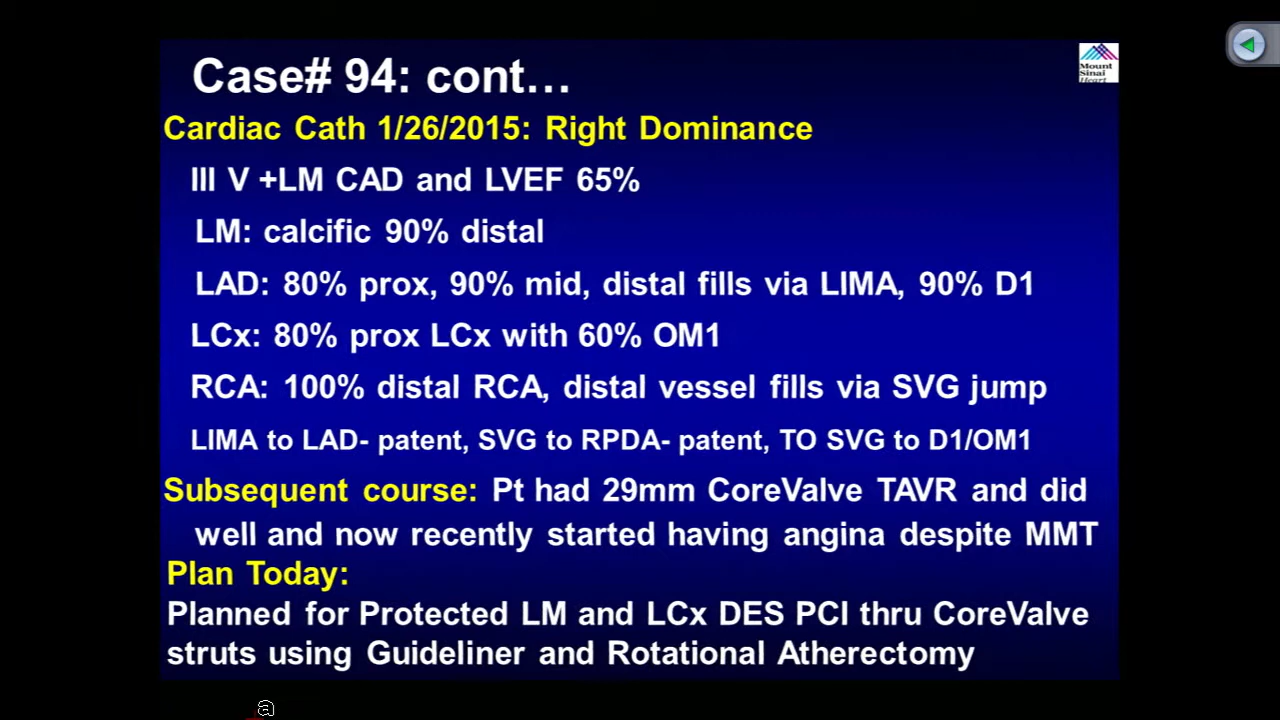 Case# 94: cont…
Mount
Sinai
Heart
Cardiac Cath 1/26/2015: Right Dominance
III V +LM CAD and LVEF 65%
LM: calcific 90% distal
LAD: 80% prox, 90% mid, distal fills via LIMA, 90% D1
LCx: 80% prox LCx with 60% OM1
RCA: 100% distal RCA, distal vessel fills via SVG jump
LIMA to LAD- patent, SVG to RPDA- patent, TO SVG to D1/OM1
Subsequent course: Pt had 29mm CoreValve TAVR and did
well and now recently started having angina despite MMT
Plan Today:
Planned for Protected LM and LCx DES PCI thru CoreValve
struts using Guideliner and Rotational Atherectomy
a